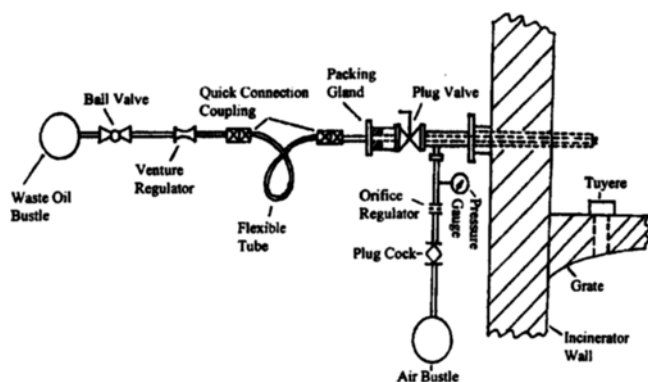 Packing
Gland
Plug Valve
Quick Connection
Coupling
Ball Valve
Venture
Regulator
Waste Oil
Bustle
Flexible
Tube
Orifice
Regulator
Pressure
Gauge
Plug Cock
Tuyere
Grate
Incinerator
Wall
Air Bustle